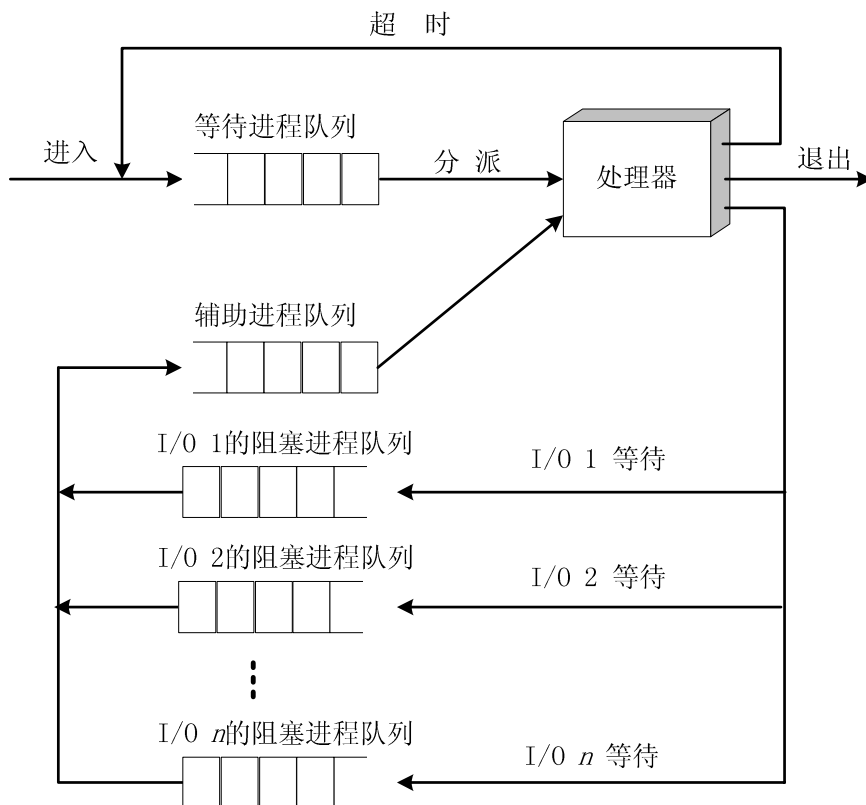 超 时
等待进程队列
进入
分 派
处理器
退出
辅助进程队列
I/O 1的阻塞进程队列
I/O 1 等待
I/O 2的阻塞进程队列
I/O 2 等待
I/O n的阻塞进程队列
I/O n 等待